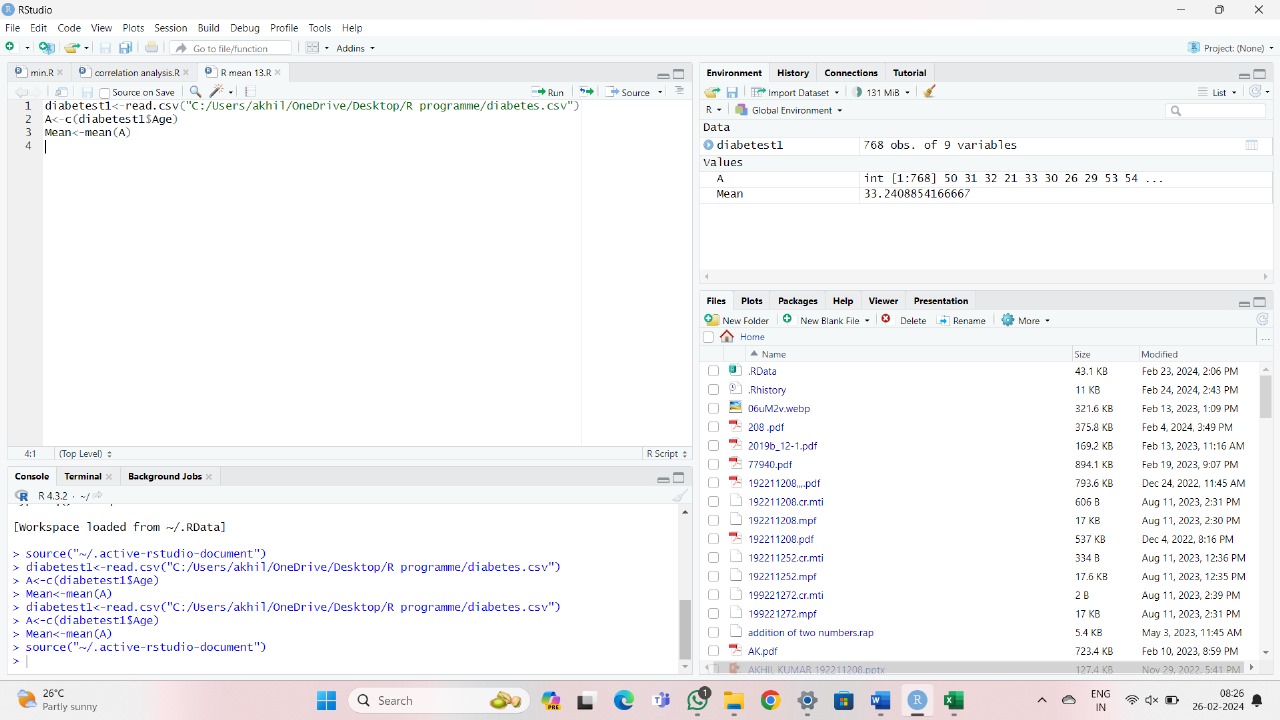 RStudio
File Edit Code View Plots Session Build Debug Profile Tools Help
Go to file/function Addins Project: (None)
min.R correlation analysis.R R mean 13.R
Source on Save Run Source
1 diabetest1<-read.csv("C:/Users/akhil/OneDrive/Desktop/R programme/diabetes.csv")
2 A<-c(diabetest1$Age)
3 Mean<-mean(A)
4
4:1 (Top Level) R Script
Console Terminal Background Jobs
R 4.3.2 · ~/
[Workspace loaded from ~/.RData]
> source("~/.active-rstudio-document")
> diabetest1<-read.csv("C:/Users/akhil/OneDrive/Desktop/R programme/diabetes.csv")
> A<-c(diabetest1$Age)
> Mean<-mean(A)
> diabetest1<-read.csv("C:/Users/akhil/OneDrive/Desktop/R programme/diabetes.csv")
> A<-c(diabetest1$Age)
> Mean<-mean(A)
> source("~/.active-rstudio-document")
>
Environment History Connections Tutorial
Import Dataset 131 MiB List
R Global Environment
Data
diabetest1 768 obs. of 9 variables
Values
A int [1:768] 50 31 32 21 33 30 26 29 53 54 ...
Mean 33.2408854166667
Files Plots Packages Help Viewer Presentation
New Folder New Blank File Delete Rename More
Home ...
Name Size Modified
.RData 43.1 KB Feb 23, 2024, 2:06 PM
.Rhistory 11 KB Feb 24, 2024, 2:43 PM
06uM2v.webp 321.6 KB Feb 15, 2023, 1:09 PM
208 .pdf 375.8 KB Feb 4, 2024, 3:49 PM
2019b_12-1.pdf 169.2 KB Feb 12, 2023, 11:16 AM
77940.pdf 894.1 KB Feb 19, 2023, 9:07 PM
192211208,,,.pdf 793.6 KB Dec 24, 2022, 11:45 AM
192211208.cr.mti 606 B Aug 11, 2023, 2:31 PM
192211208.mpf 17 KB Aug 11, 2023, 2:30 PM
192211208.pdf 537 KB Dec 4, 2022, 8:16 PM
192211252.cr.mti 334 B Aug 11, 2023, 12:36 PM
192211252.mpf 17.6 KB Aug 11, 2023, 12:35 PM
199221272.cr.mti 2 B Aug 11, 2023, 2:39 PM
199221272.mpf 17 KB Aug 11, 2023, 2:31 PM
addition of two numbers.rap 5.4 KB May 3, 2023, 11:45 AM
AK.pdf 723.4 KB Feb 10, 2023, 8:59 PM
AKHIL KUMAR 192211208.pptx 127.4 KB Nov 29, 2022, 5:41 PM
26°C
Partly sunny
Search
PRE
1
ENG
IN
08:26
26-02-2024